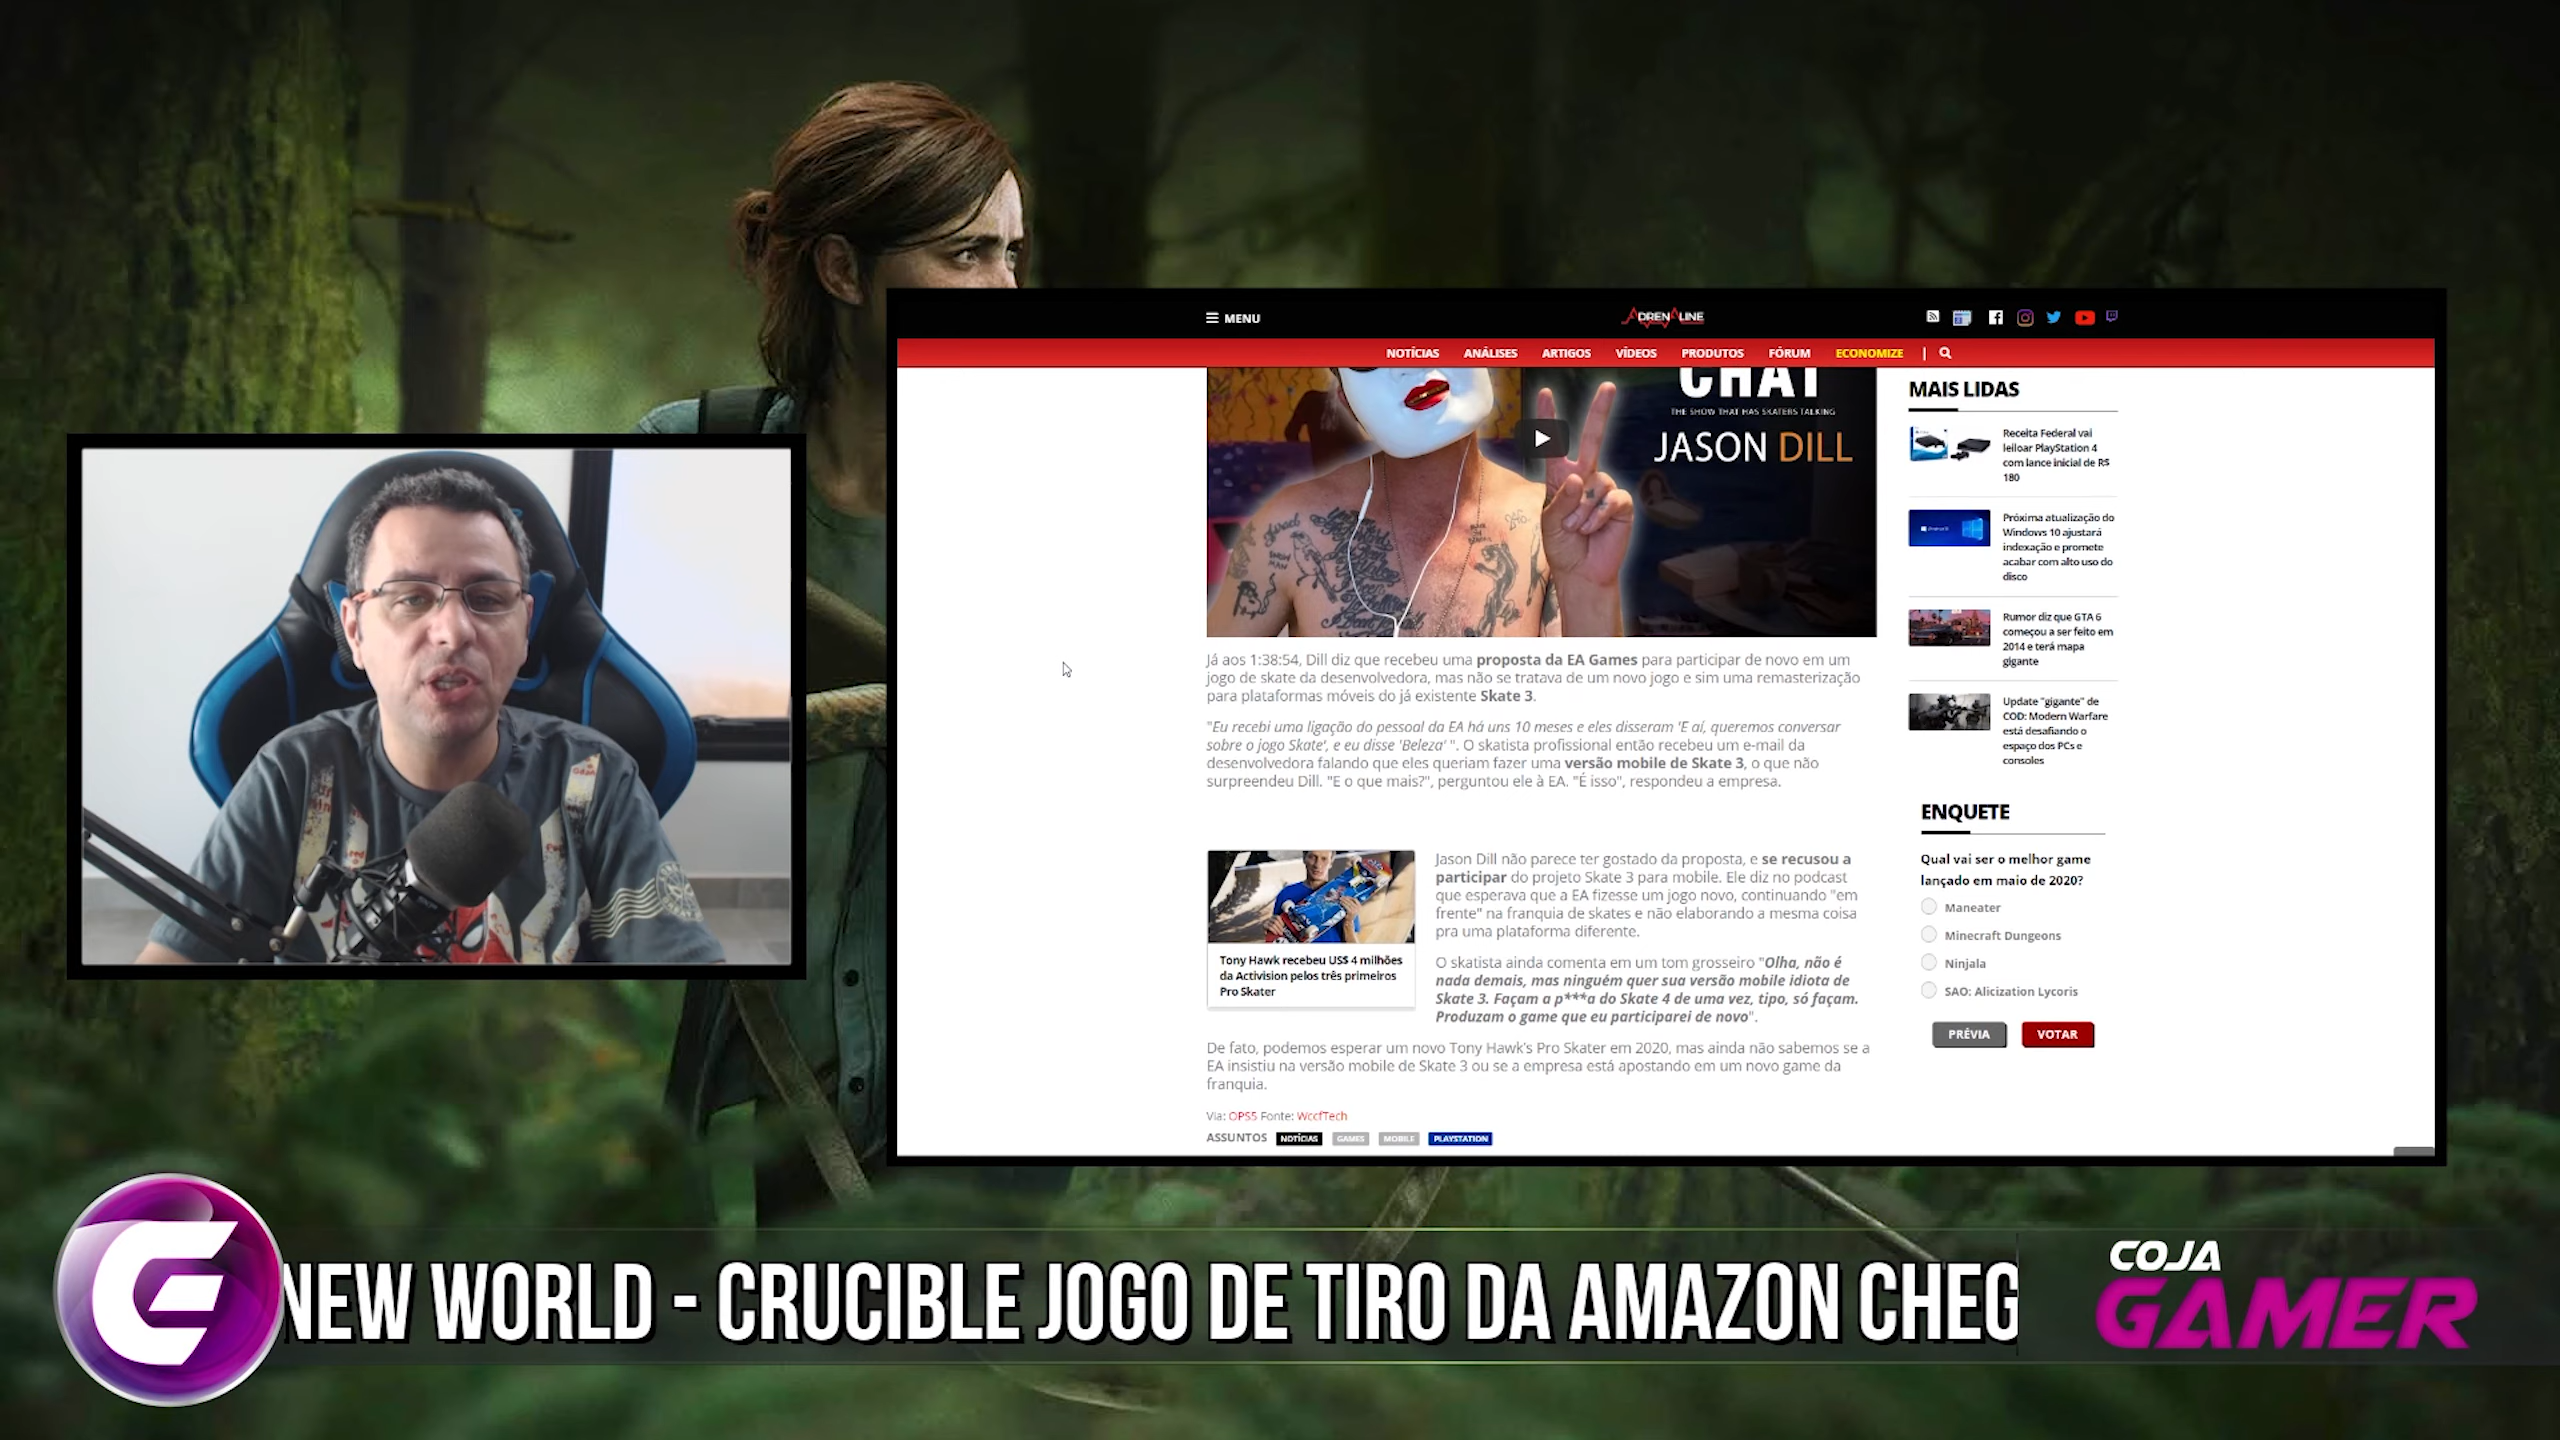 MENU
ADRENALINE
NOTÍCIAS ANÁLISES ARTIGOS VÍDEOS PRODUTOS FÓRUM ECONOMIZE |
CHAT
THE SHOW THAT HAS SKATERS TALKING
JASON DILL
Já aos 1:38:54, Dill diz que recebeu uma proposta da EA Games para participar de novo em um
jogo de skate da desenvolvedora, mas não se tratava de um novo jogo e sim uma remasterização
para plataformas móveis do já existente Skate 3.
"Eu recebi uma ligação do pessoal da EA há uns 10 meses e eles disseram 'E aí, queremos conversar
sobre o jogo Skate', e eu disse 'Beleza' ". O skatista profissional então recebeu um e-mail da
desenvolvedora falando que eles queriam fazer uma versão mobile de Skate 3, o que não
surpreendeu Dill. "E o que mais?", perguntou ele à EA. "É isso", respondeu a empresa.
Tony Hawk recebeu US$ 4 milhões
da Activision pelos três primeiros
Pro Skater
Jason Dill não parece ter gostado da proposta, e se recusou a
participar do projeto Skate 3 para mobile. Ele diz no podcast
que esperava que a EA fizesse um jogo novo, continuando "em
frente" na franquia de skates e não elaborando a mesma coisa
pra uma plataforma diferente.
O skatista ainda comenta em um tom grosseiro "Olha, não é
nada demais, mas ninguém quer sua versão mobile idiota de
Skate 3. Façam a p***a do Skate 4 de uma vez, tipo, só façam.
Produzam o game que eu participarei de novo".
De fato, podemos esperar um novo Tony Hawk's Pro Skater em 2020, mas ainda não sabemos se a
EA insistiu na versão mobile de Skate 3 ou se a empresa está apostando em um novo game da
franquia.
Via: OPS5 Fonte: WccfTech
ASSUNTOS NOTÍCIAS GAMES MOBILE PLAYSTATION
MAIS LIDAS
Receita Federal vai
leiloar PlayStation 4
com lance inicial de R$
180
Próxima atualização do
Windows 10 ajustará
indexação e promete
acabar com alto uso do
disco
Rumor diz que GTA 6
começou a ser feito em
2014 e terá mapa
gigante
Update "gigante" de
COD: Modern Warfare
está desafiando o
espaço dos PCs e
consoles
ENQUETE
Qual vai ser o melhor game
lançado em maio de 2020?
Maneater
Minecraft Dungeons
Ninjala
SAO: Alicization Lycoris
PRÉVIA VOTAR
NEW WORLD - CRUCIBLE JOGO DE TIRO DA AMAZON CHEG
COJA
GAMER